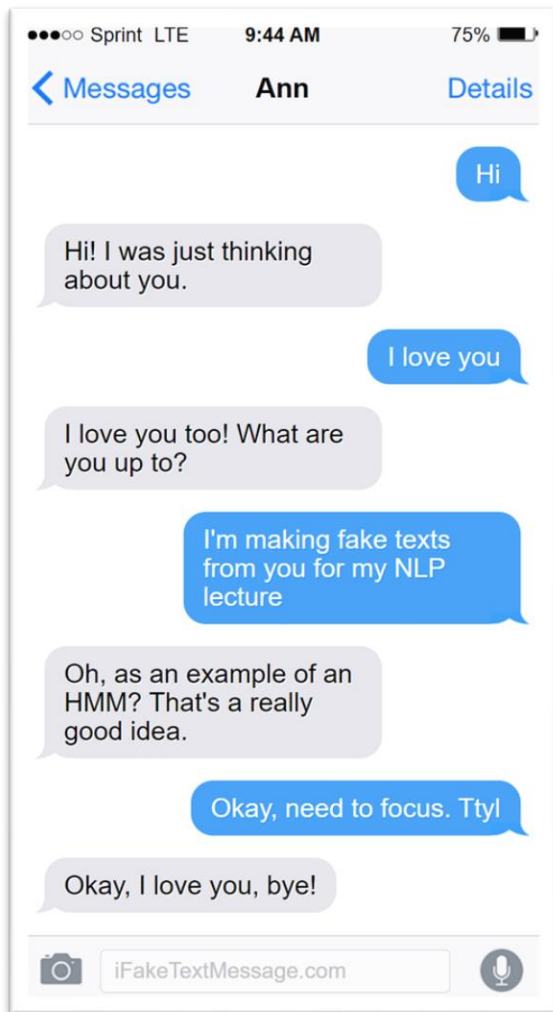 Sprint LTE 9:44 AM 75%
Messages Ann Details
Hi
Hi! I was just thinking
about you.
I love you
I love you too! What are
you up to?
I'm making fake texts
from you for my NLP
lecture
Oh, as an example of an
HMM? That's a really
good idea.
Okay, need to focus. Ttyl
Okay, I love you, bye!
iFakeTextMessage.com